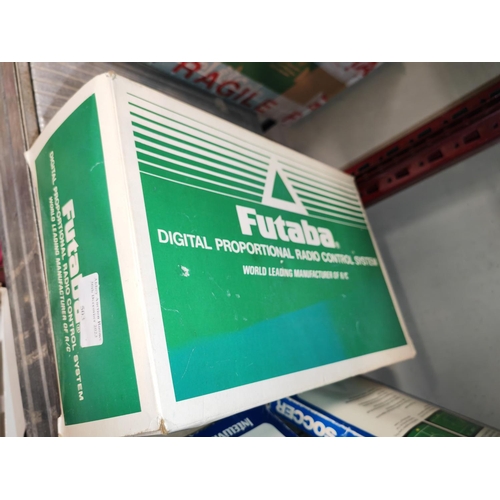 FRAGILE
Futaba®
DIGITAL PROPORTIONAL RADIO CONTROL SYSTEM
WORLD LEADING MANUFACTURER OF R/C
Futaba®
DIGITAL PROPORTIONAL RADIO CONTROL SYSTEM
WORLD LEADING MANUFACTURER OF R/C
SOCCER